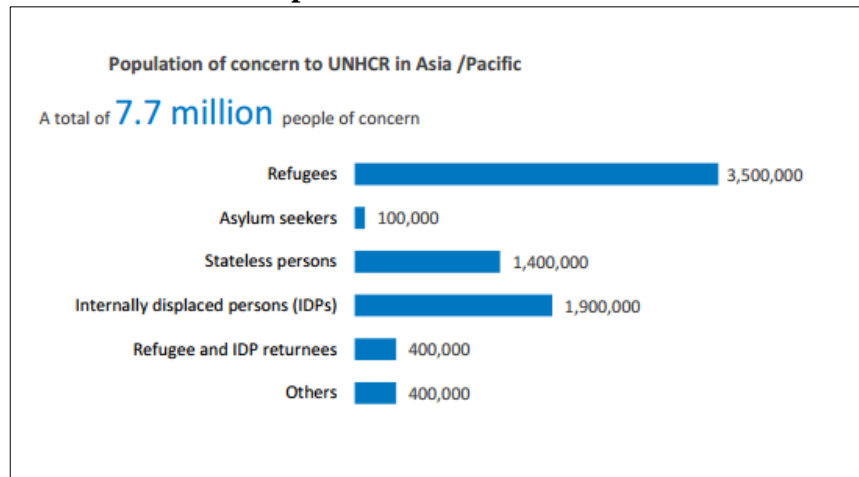 Population of concern to UNHCR in Asia /Pacific
A total of 7.7 million people of concern
Refugees 3,500,000
Asylum seekers 100,000
Stateless persons 1,400,000
Internally displaced persons (IDPs) 1,900,000
Refugee and IDP returnees 400,000
Others 400,000